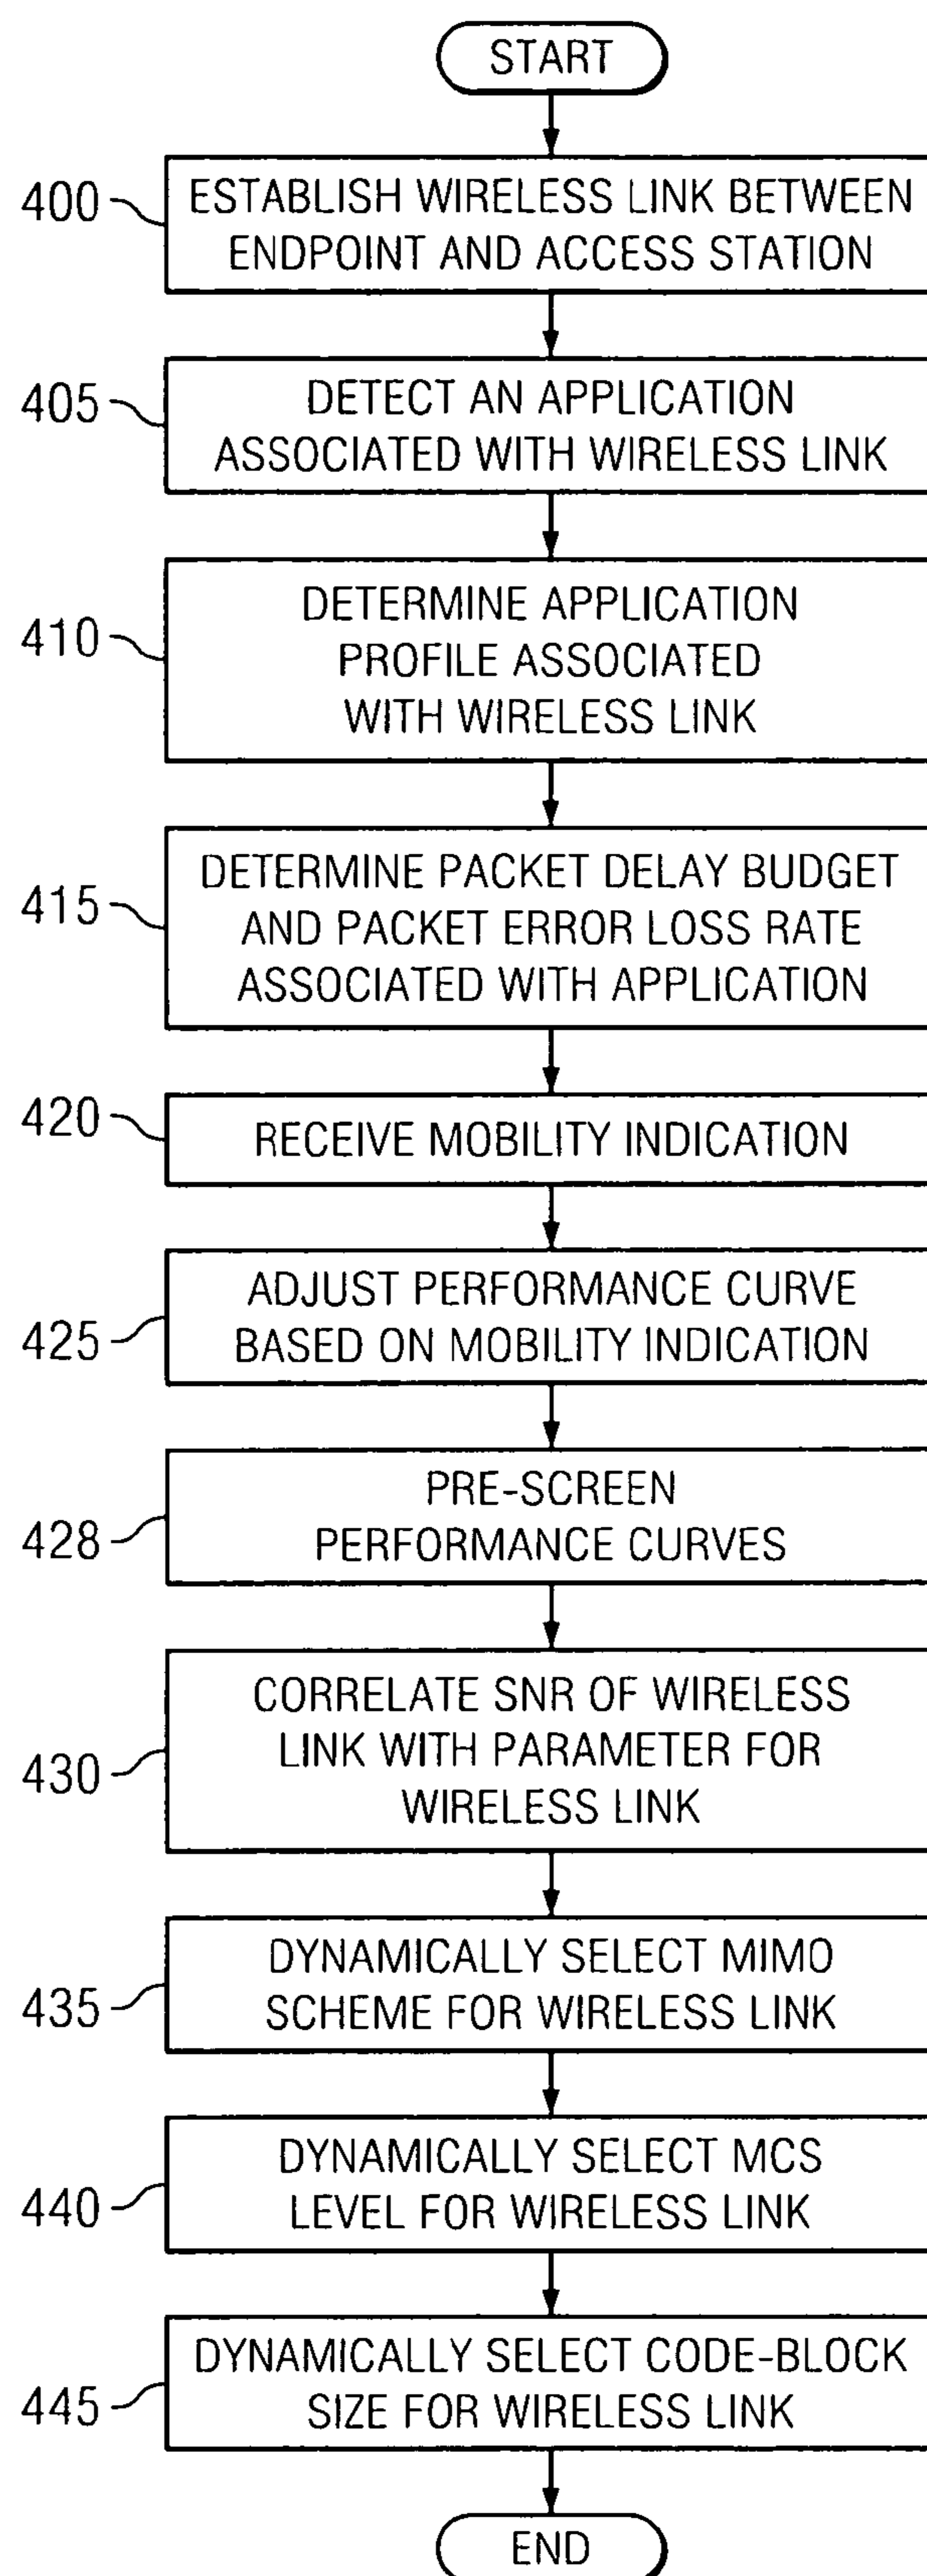 START
400
ESTABLISH WIRELESS LINK BETWEEN
ENDPOINT AND ACCESS STATION
405
DETECT AN APPLICATION
ASSOCIATED WITH WIRELESS LINK
410
DETERMINE APPLICATION
PROFILE ASSOCIATED
WITH WIRELESS LINK
415
DETERMINE PACKET DELAY BUDGET
AND PACKET ERROR LOSS RATE
ASSOCIATED WITH APPLICATION
420
RECEIVE MOBILITY INDICATION
425
ADJUST PERFORMANCE CURVE
BASED ON MOBILITY INDICATION
428
PRE-SCREEN
PERFORMANCE CURVES
430
CORRELATE SNR OF WIRELESS
LINK WITH PARAMETER FOR
WIRELESS LINK
435
DYNAMICALLY SELECT MIMO
SCHEME FOR WIRELESS LINK
440
DYNAMICALLY SELECT MCS
LEVEL FOR WIRELESS LINK
445
DYNAMICALLY SELECT CODE-BLOCK
SIZE FOR WIRELESS LINK
END